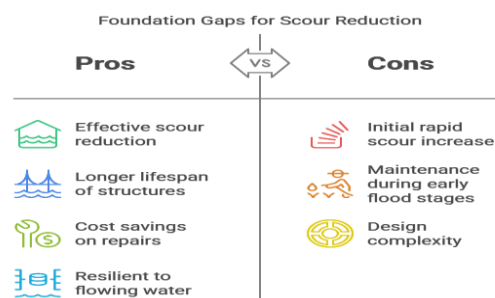 Foundation Gaps for Scour Reduction
Pros
VS
Cons
Effective scour
reduction
Longer lifespan
of structures
Cost savings
on repairs
Resilient to
flowing water
Initial rapid
scour increase
Maintenance
during early
flood stages
Design
complexity